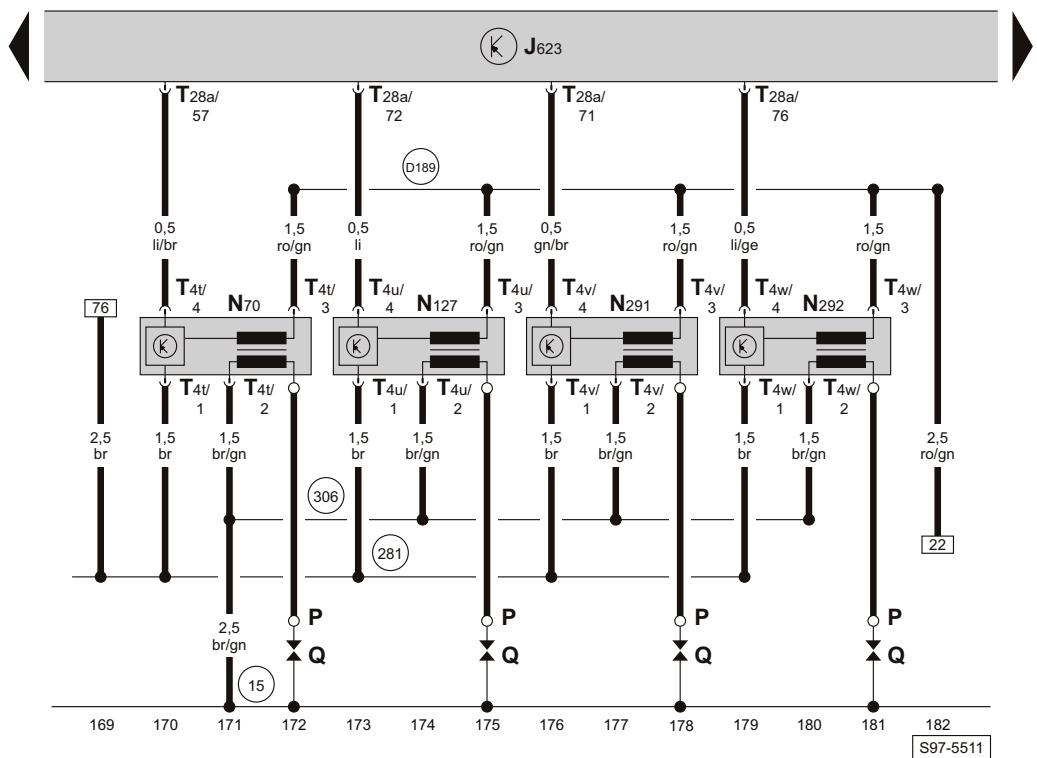 J623
T28a/ T28a/ T28a/ T28a/
57 72 71 76
D189
0,5 1,5 0,5 1,5 0,5 1,5 0,5 1,5
li/br ro/gn li ro/gn gn/br ro/gn li/ge ro/gn
T4t/ N70 T4t/ T4u/ N127 T4u/ T4v/ N291 T4v/ T4w/ N292 T4w/
76 4 3 4 3 4 3 4 3
T4t/ T4t/ T4u/ T4u/ T4v/ T4v/ T4w/ T4w/
1 2 1 2 1 2 1 2
2,5 1,5 1,5 1,5 1,5 1,5 1,5 1,5 1,5 2,5
br br br/gn br br/gn br br/gn br br/gn ro/gn
306
281
22
P P P P
2,5
br/gn
Q Q Q Q
15
169 170 171 172 173 174 175 176 177 178 179 180 181 182
S97-5511